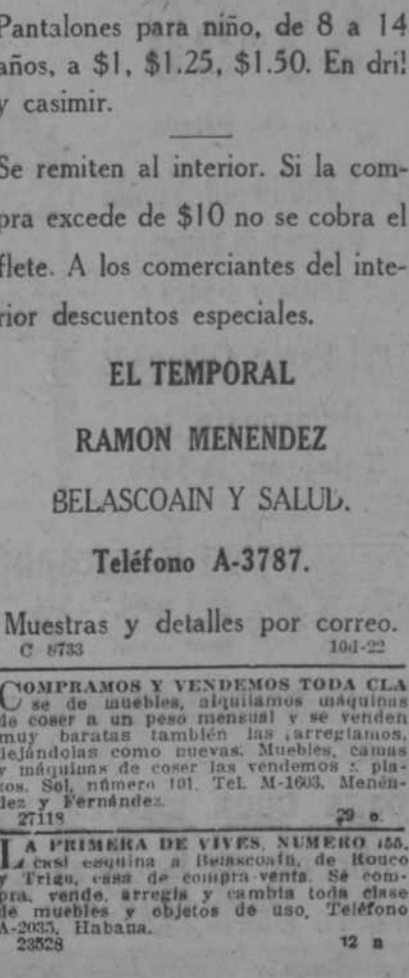 Pantalones para niño, de 8 a 14
años, a $1, $1.25, $1.50. En dril
y casimir.
Se remiten al interior. Si la com-
pra excede de $10 no se cobra el
flete. A los comerciantes del inte-
rior descuentos especiales.
EL TEMPORAL
RAMON MENENDEZ
BELASCOAIN Y SALUD.
Teléfono A-3787.
Muestras y detalles por correo.
C 8733 10d-22
COMPRAMOS Y VENDEMOS TODA CLA
se de muebles, alquilamos máquinas
de coser a un peso mensual y se venden
muy baratas también las arreglamos,
dejándolas como nuevas. Muebles, camas
y máquinas de coser las vendemos a pla-
zos. Sol, número 101. Tel. M-1603. Menén-
dez y Fernández.
27119 29 o.
LA PRIMERA DE VIVES, NUMERO 155,
casi esquina a Belascoaín, de Rouco
y Trigo, casa de compra-venta. Se com-
pra, vende, arregla y cambia toda clase
de muebles y objetos de uso. Teléfono
A-2035, Habana.
23528 12 n